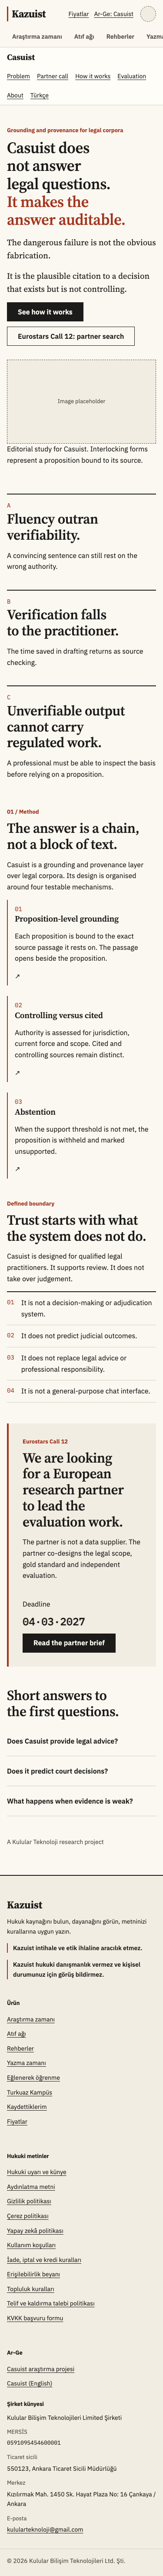 Kazuist
Fiyatlar
Ar-Ge: Casuist
Araştırma zamanı
Atıf ağı
Rehberler
Yazma
Casuist
Problem
Partner call
How it works
Evaluation
About
Türkçe
Grounding and provenance for legal corpora
Casuist does
not answer
legal questions.
It makes the
answer auditable.
The dangerous failure is not the obvious
fabrication.
It is the plausible citation to a decision
that exists but is not controlling.
See how it works
Eurostars Call 12: partner search
Image placeholder
Editorial study for Casuist. Interlocking forms
represent a proposition bound to its source.
A
Fluency outran
verifiability.
A convincing sentence can still rest on the
wrong authority.
B
Verification falls
to the practitioner.
The time saved in drafting returns as source
checking.
C
Unverifiable output
cannot carry
regulated work.
A professional must be able to inspect the basis
before relying on a proposition.
01 / Method
The answer is a chain,
not a block of text.
Casuist is a grounding and provenance layer
over legal corpora. Its design is organised
around four testable mechanisms.
01
Proposition-level grounding
Each proposition is bound to the exact
source passage it rests on. The passage
opens beside the proposition.
↗
02
Controlling versus cited
Authority is assessed for jurisdiction,
current force and scope. Cited and
controlling sources remain distinct.
↗
03
Abstention
When the support threshold is not met, the
proposition is withheld and marked
unsupported.
↗
Defined boundary
Trust starts with what
the system does not do.
Casuist is designed for qualified legal
practitioners. It supports review. It does not
take over judgement.
01 It is not a decision-making or adjudication
system.
02 It does not predict judicial outcomes.
03 It does not replace legal advice or
professional responsibility.
04 It is not a general-purpose chat interface.
Eurostars Call 12
We are looking
for a European
research partner
to lead the
evaluation work.
The partner is not a data supplier. The
partner co-designs the legal scope,
gold standard and independent
evaluation.
Deadline
04·03·2027
Read the partner brief
Short answers to
the first questions.
Does Casuist provide legal advice?
Does it predict court decisions?
What happens when evidence is weak?
A Kulular Teknoloji research project
Kazuist
Hukuk kaynağını bulun, dayanağını görün, metninizi
kurallarına uygun yazın.
Kazuist intihale ve etik ihlaline aracılık etmez.
Kazuist hukuki danışmanlık vermez ve kişisel
durumunuz için görüş bildirmez.
Ürün
Araştırma zamanı
Atıf ağı
Rehberler
Yazma zamanı
Eğlenerek öğrenme
Turkuaz Kampüs
Kaydettiklerim
Fiyatlar
Hukuki metinler
Hukuki uyarı ve künye
Aydınlatma metni
Gizlilik politikası
Çerez politikası
Yapay zekâ politikası
Kullanım koşulları
İade, iptal ve kredi kuralları
Erişilebilirlik beyanı
Topluluk kuralları
Telif ve kaldırma talebi politikası
KVKK başvuru formu
Ar-Ge
Casuist araştırma projesi
Casuist (English)
Şirket künyesi
Kulular Bilişim Teknolojileri Limited Şirketi
MERSİS
0591095454600001
Ticaret sicili
550123, Ankara Ticaret Sicili Müdürlüğü
Merkez
Kızılırmak Mah. 1450 Sk. Hayat Plaza No: 16 Çankaya /
Ankara
E-posta
kulularteknoloji@gmail.com
© 2026 Kulular Bilişim Teknolojileri Ltd. Şti.